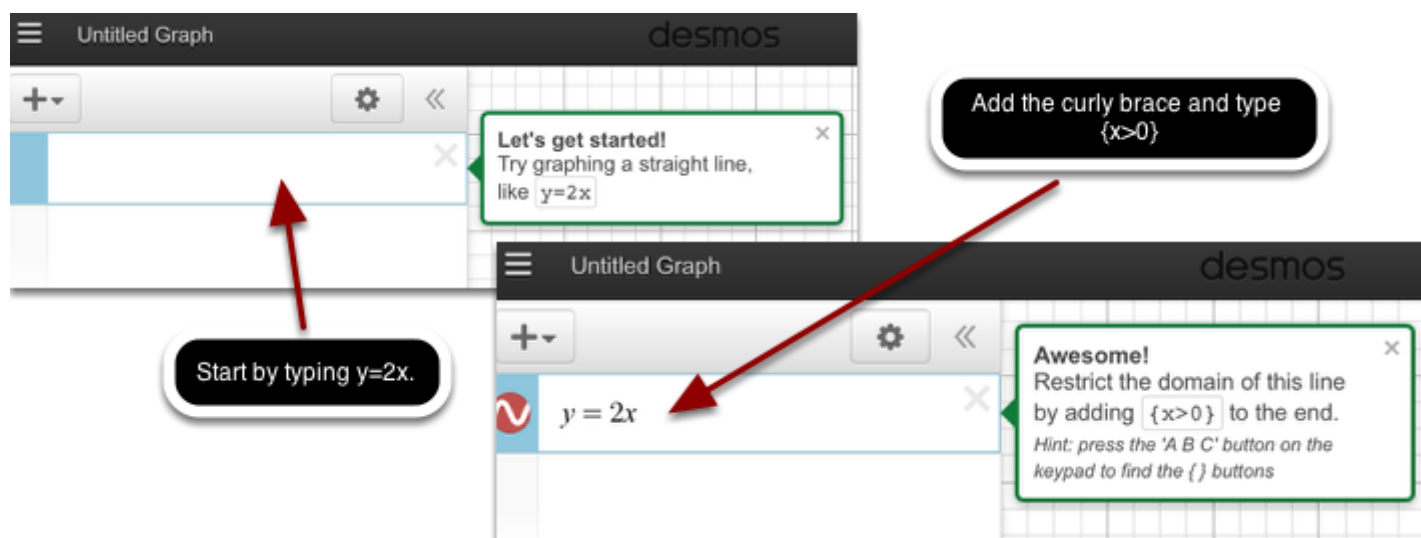 Untitled Graph
desmos
Let's get started!
Try graphing a straight line,
like y=2x
Start by typing y=2x.
Add the curly brace and type
{x>0}
Untitled Graph
desmos
y = 2x
Awesome!
Restrict the domain of this line
by adding {x>0} to the end.
Hint: press the 'A B C' button on the
keypad to find the { } buttons